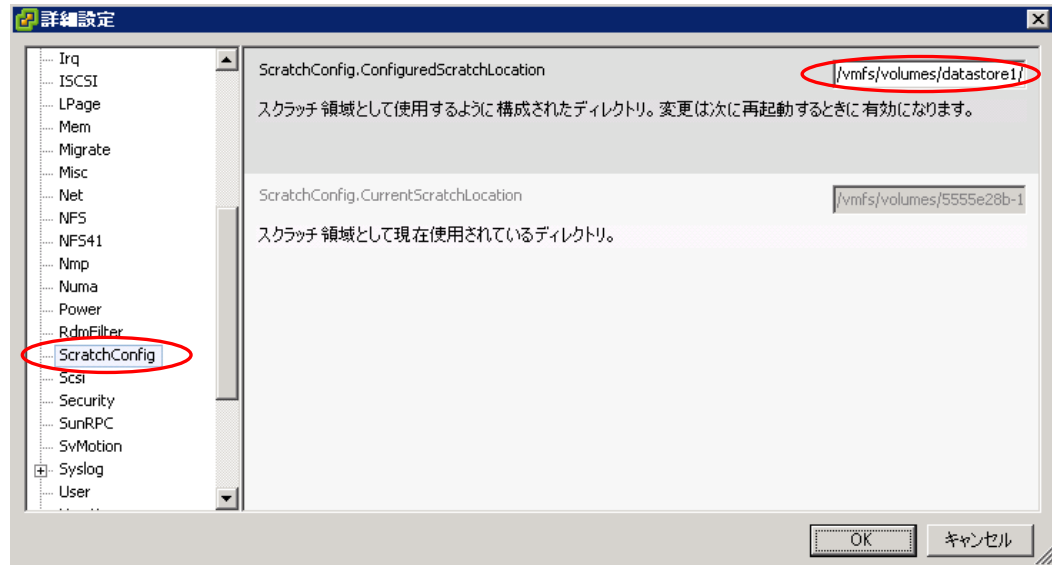 詳細設定
Irq
ISCSI
LPage
Mem
Migrate
Misc
Net
NFS
NFS41
Nmp
Numa
Power
RdmFilter
ScratchConfig
Scsi
Security
SunRPC
SvMotion
Syslog
User
ScratchConfig.ConfiguredScratchLocation
/vmfs/volumes/datastore1/
スクラッチ領域として使用するように構成されたディレクトリ。変更は次に再起動するときに有効になります。
ScratchConfig.CurrentScratchLocation
/vmfs/volumes/5555e28b-1
スクラッチ領域として現在使用されているディレクトリ。
OK
キャンセル